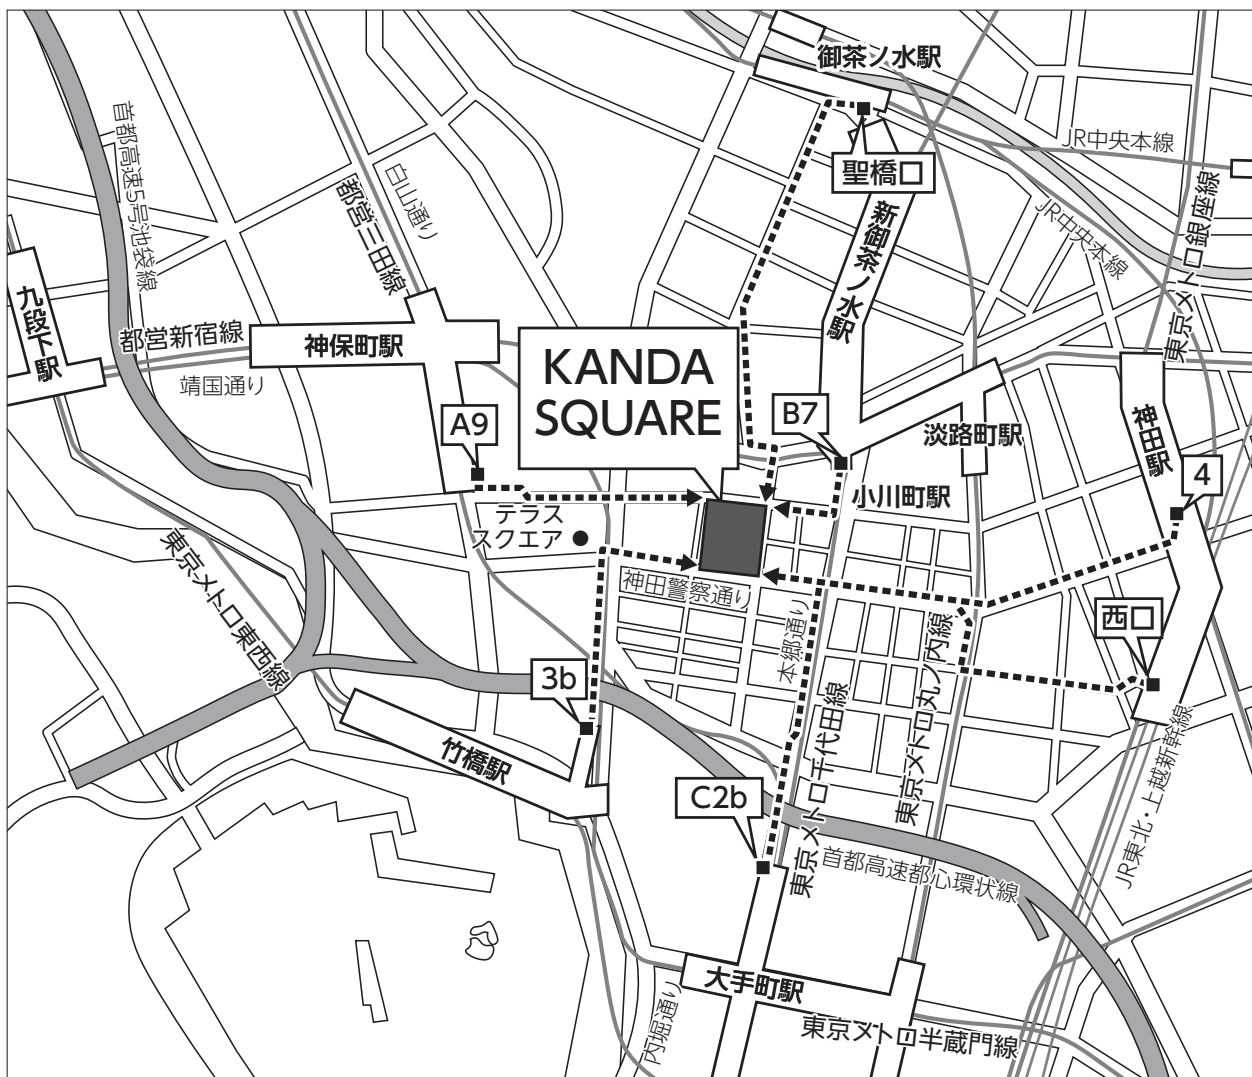 御茶ノ水駅
JR中央本線
聖橋口
首都高速5号池袋線
都営三田線
白山通り
新御茶ノ水駅
JR中央本線
東京メトロ銀座線
九段下駅
都営新宿線
靖国通り
神保町駅
KANDA
SQUARE
A9
B7
淡路町駅
神田駅
4
小川町駅
テラス
スクエア
神田警察通り
東京メトロ東西線
本郷通り
東京メトロ丸ノ内線
西口
3b
竹橋駅
東京メトロ千代田線
C2b
首都高速都心環状線
JR東北・上越新幹線
大手町駅
内堀通り
東京メトロ半蔵門線